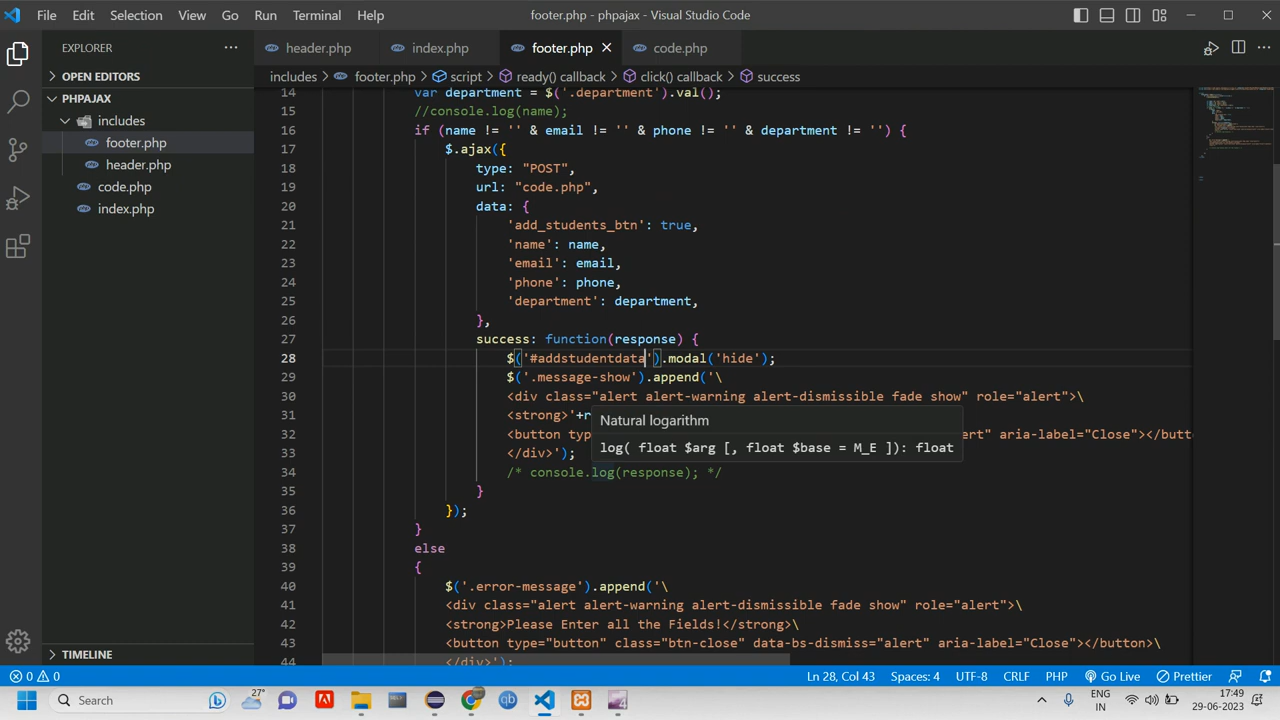 File Edit Selection View Go Run Terminal Help
footer.php - phpajax - Visual Studio Code
EXPLORER
OPEN EDITORS
PHPAJAX
includes
footer.php
header.php
code.php
index.php
TIMELINE
header.php index.php footer.php code.php
includes footer.php script ready() callback click() callback success
14 var department = $('.department').val();
15 //console.log(name);
16 if (name != '' & email != '' & phone != '' & department != '') {
17 $.ajax({
18 type: "POST",
19 url: "code.php",
20 data: {
21 'add_students_btn': true,
22 'name': name,
23 'email': email,
24 'phone': phone,
25 'department': department,
26 },
27 success: function(response) {
28 $('#addstudentdata').modal('hide');
29 $('.message-show').append('\
30 <div class="alert alert-warning alert-dismissible fade show" role="alert">\
31 <strong>'+r
Natural logarithm
log( float $arg [, float $base = M_E ]): float
32 <button typ ert" aria-label="Close"></butt
33 </div>');
34 /* console.log(response); */
35 }
36 });
37 }
38 else
39 {
40 $('.error-message').append('\
41 <div class="alert alert-warning alert-dismissible fade show" role="alert">\
42 <strong>Please Enter all the Fields!</strong>\
43 <button type="button" class="btn-close" data-bs-dismiss="alert" aria-label="Close"></button>\
44 </div>');
0 0
Ln 28, Col 43 Spaces: 4 UTF-8 CRLF PHP Go Live Prettier
Search
27°
ENG
IN
17:49
29-06-2023